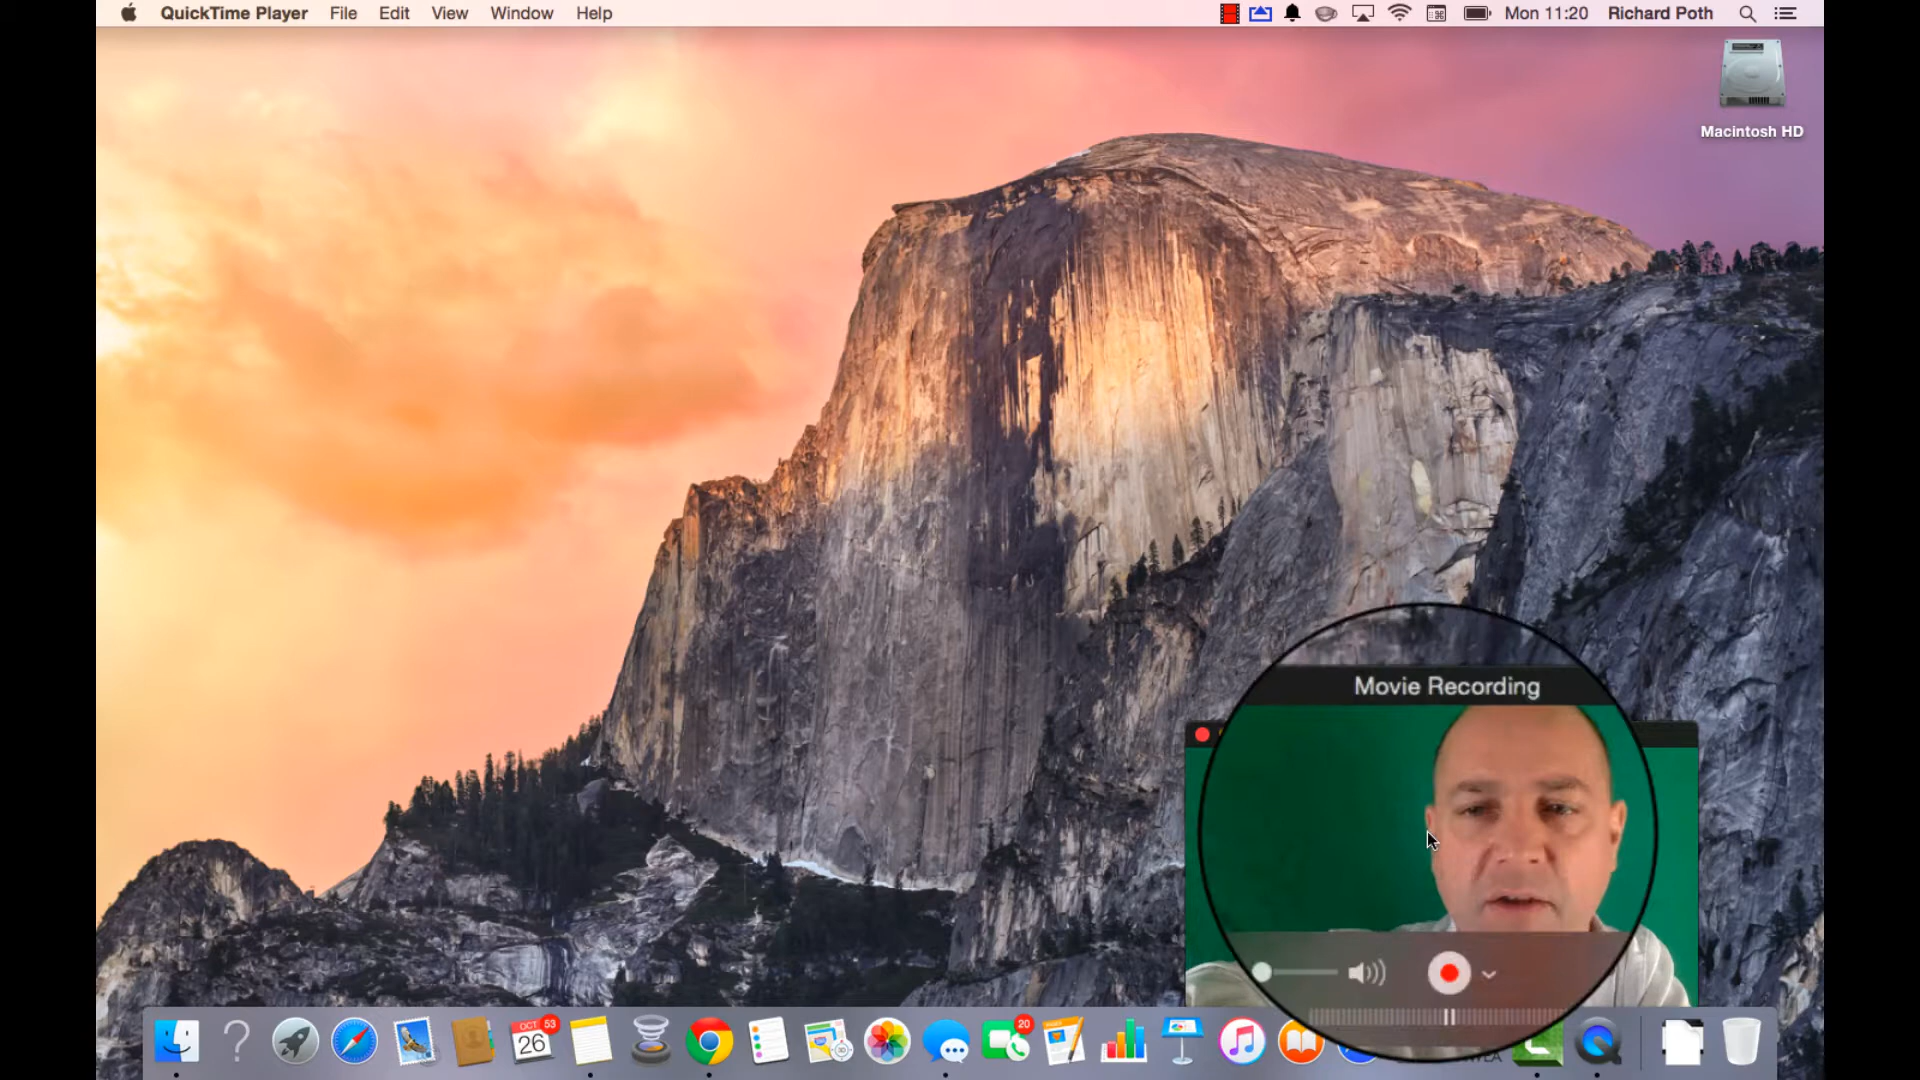 QuickTime Player File Edit View Window Help Mon 11:20 Richard Poth
Macintosh HD
Movie Recording
OCT 53
26
20